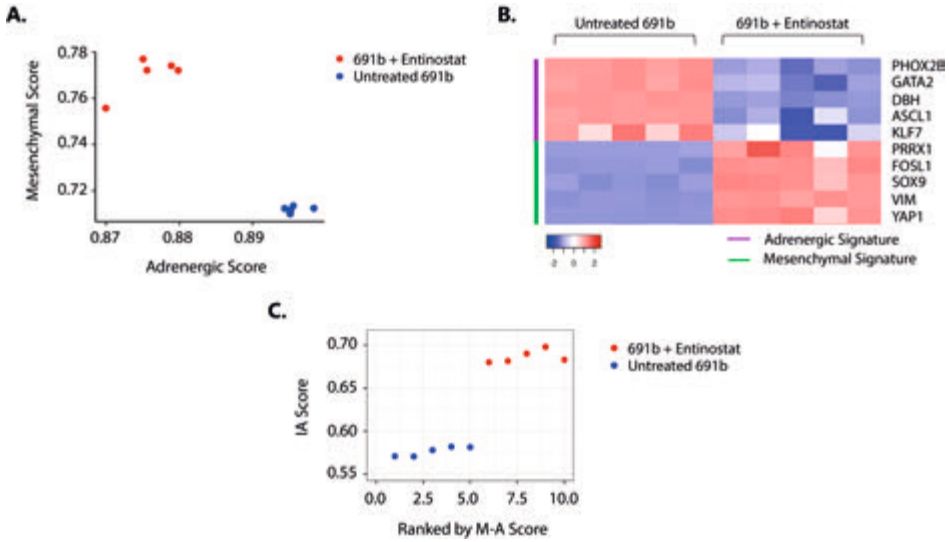 A.
Mesenchymal Score
0.78
0.76
0.74
0.72
0.87
0.88
0.89
Adrenergic Score
691b + Entinostat
Untreated 691b
B.
Untreated 691b
691b + Entinostat
PHOX2B
GATA2
DBH
ASCL1
KLF7
PRRX1
FOSL1
SOX9
VIM
YAP1
-2
0
2
Adrenergic Signature
Mesenchymal Signature
C.
IA Score
0.70
0.65
0.60
0.55
0.0
2.5
5.0
7.5
10.0
Ranked by M-A Score
691b + Entinostat
Untreated 691b